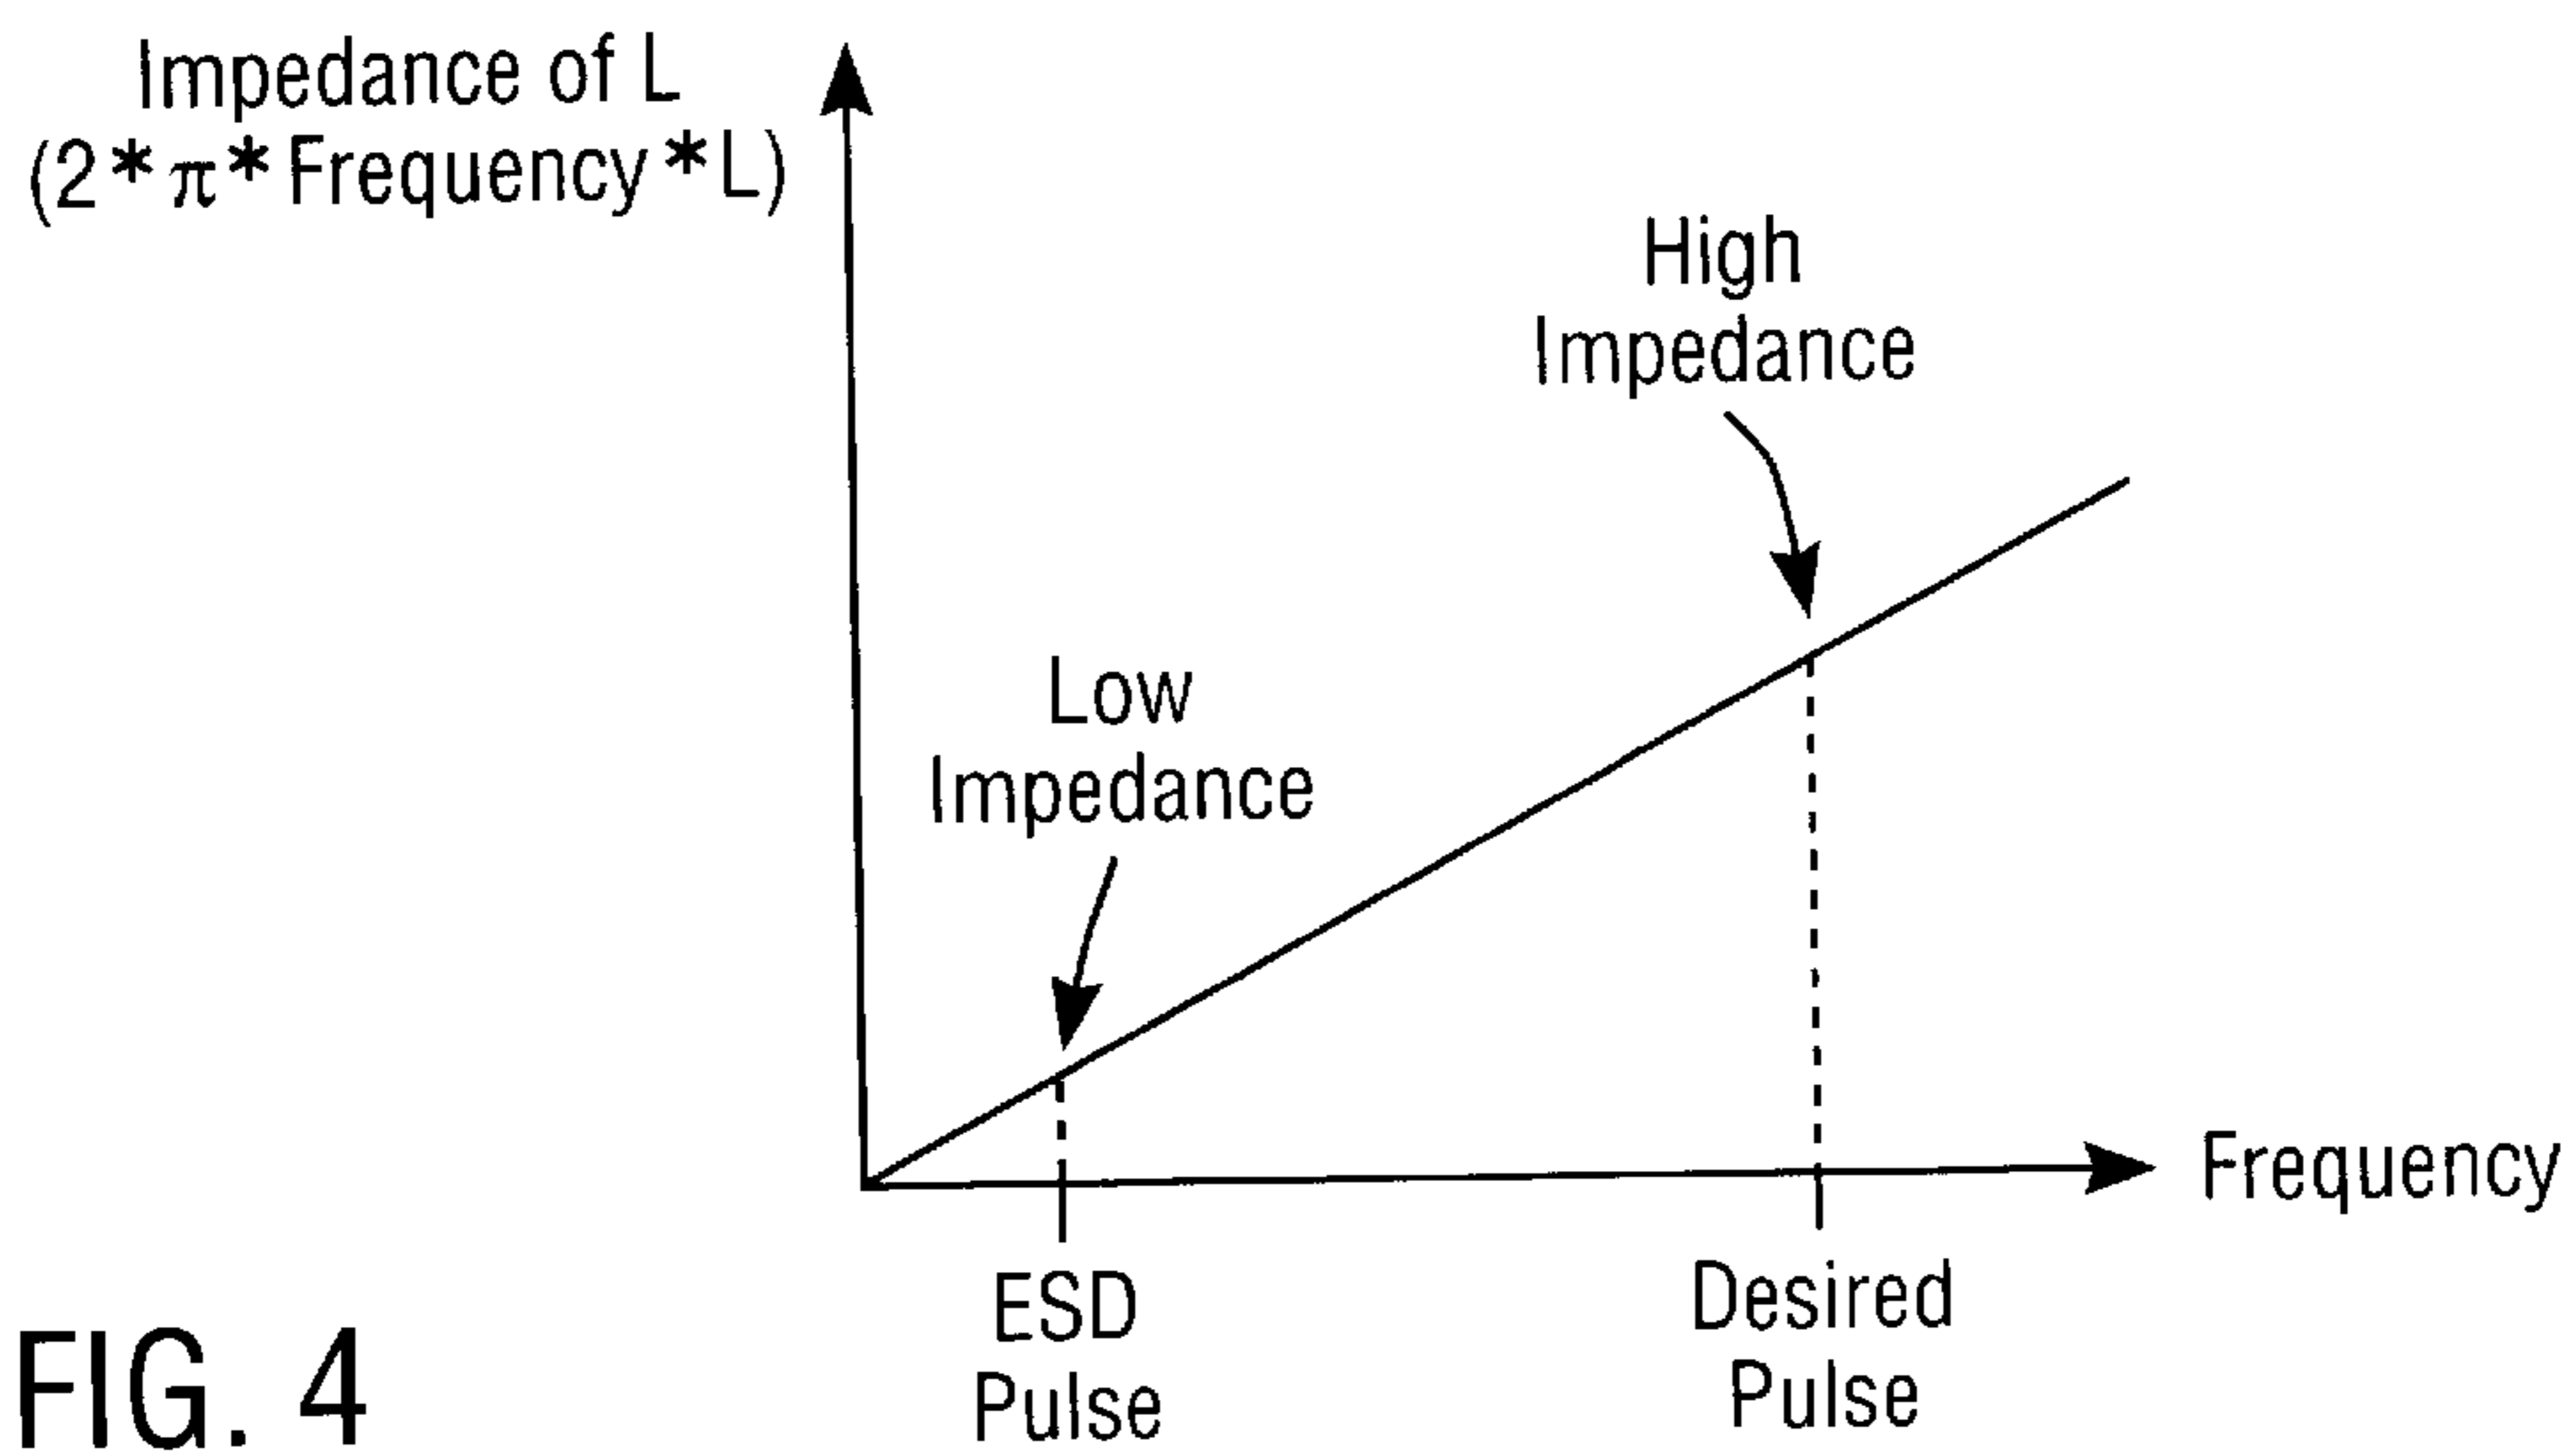 Impedance of L
(2*π*Frequency*L)
High
Impedance
Low
Impedance
Frequency
ESD
Pulse
Desired
Pulse
FIG. 4